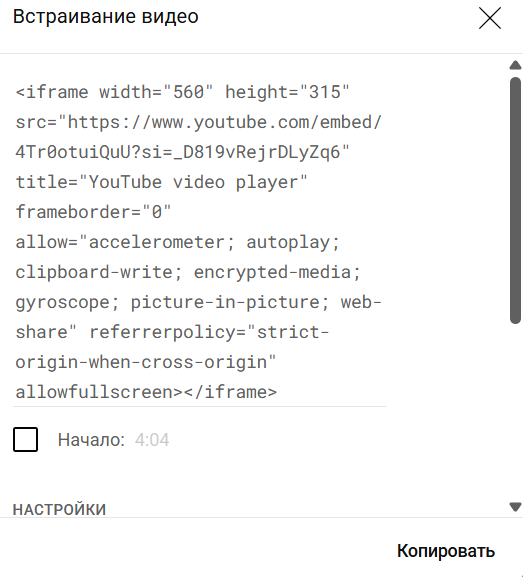 Встраивание видео
<iframe width="560" height="315"
src="https://www.youtube.com/embed/
4Tr0otuiQuU?si=_D819vRejrDLyZq6"
title="YouTube video player"
frameborder="0"
allow="accelerometer; autoplay;
clipboard-write; encrypted-media;
gyroscope; picture-in-picture; web-
share" referrerpolicy="strict-
origin-when-cross-origin"
allowfullscreen></iframe>
Начало: 4:04
НАСТРОЙКИ
Копировать